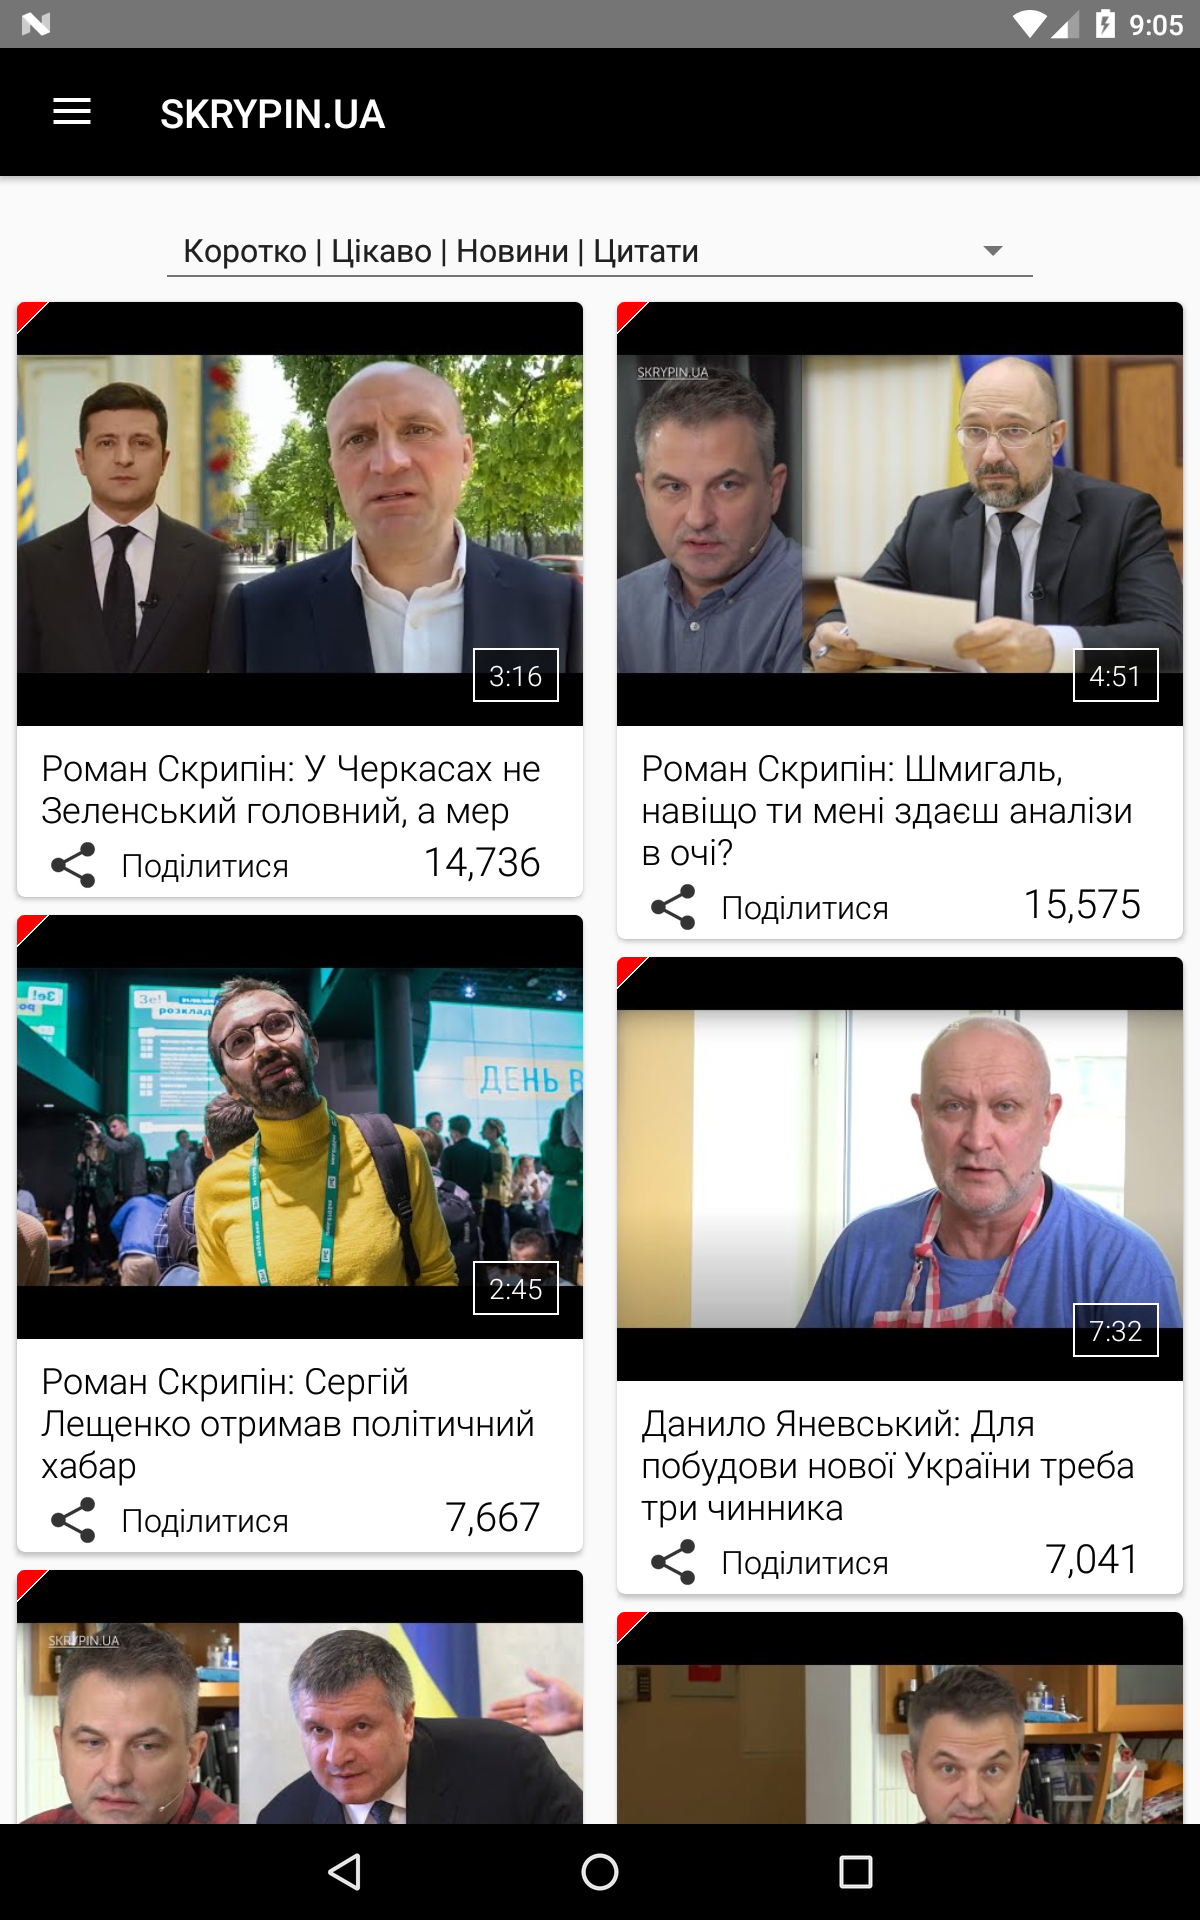 9:05
SKRYPIN.UA
Коротко | Цікаво | Новини | Цитати
3:16
Роман Скрипін: У Черкасах не
Зеленський головний, а мер
Поділитися
14,736
SKRYPIN.UA
4:51
Роман Скрипін: Шмигаль,
навіщо ти мені здаєш аналізи
в очі?
Поділитися
15,575
Зе!
розклад
ДЕНЬ В
2:45
Роман Скрипін: Сергій
Лещенко отримав політичний
хабар
Поділитися
7,667
7:32
Данило Яневський: Для
побудови нової України треба
три чинника
Поділитися
7,041
SKRYPIN.UA